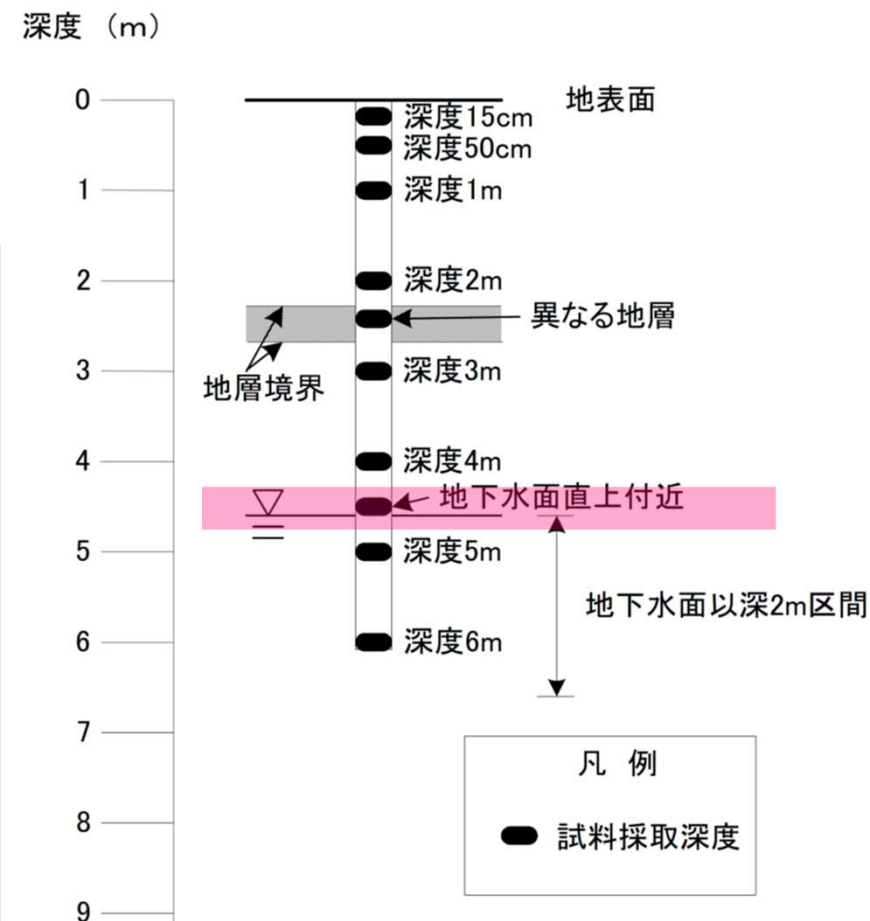 深度 （m）
0
地表面
深度15cm
深度50cm
1
深度1m
2
深度2m
異なる地層
3
深度3m
地層境界
4
深度4m
地下水面直上付近
5
深度5m
地下水面以深2m区間
6
深度6m
7
凡 例
8
試料採取深度
9